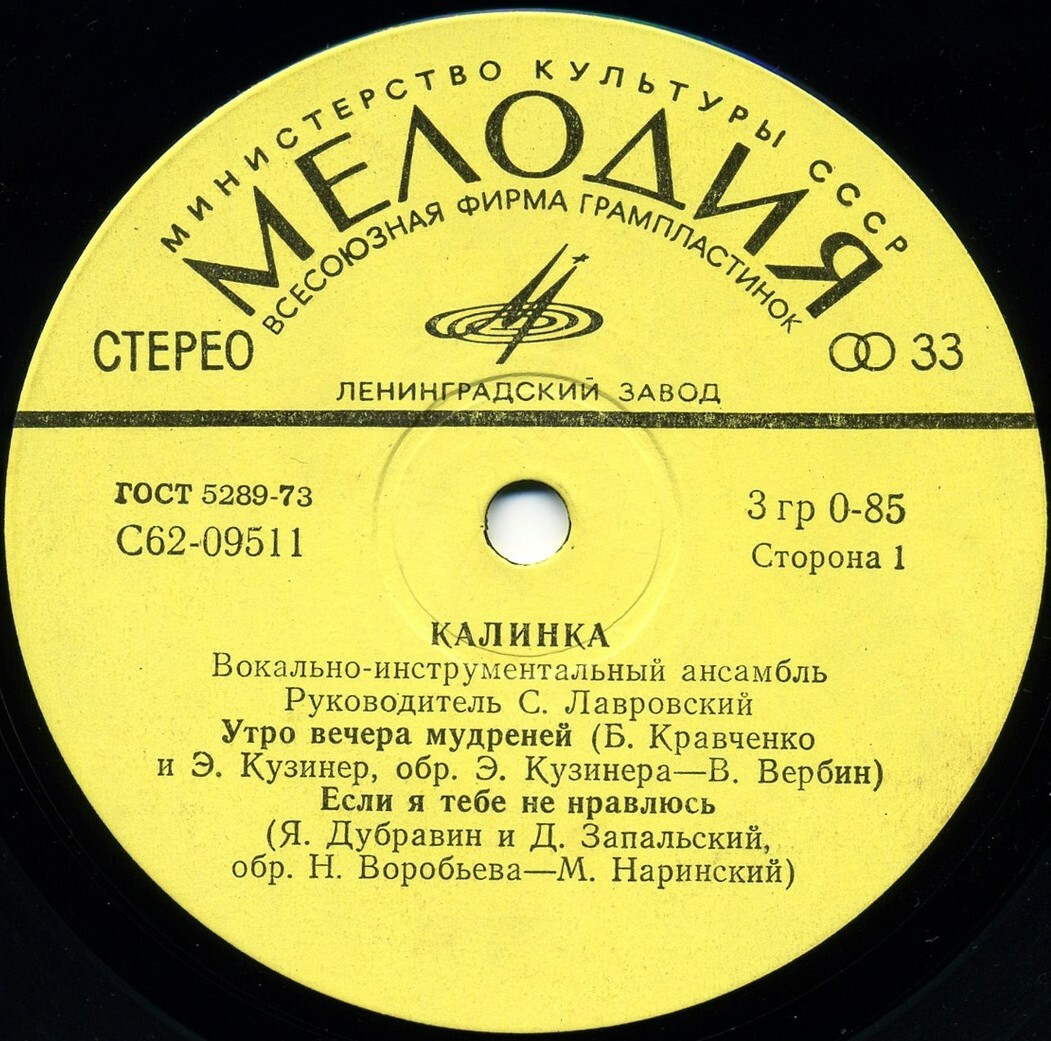 МИНИСТЕРСТВО КУЛЬТУРЫ СССР
МЕЛОДИЯ
ВСЕСОЮЗНАЯ ФИРМА ГРАМПЛАСТИНОК
СТЕРЕО
33
ЛЕНИНГРАДСКИЙ ЗАВОД
ГОСТ 5289-73
С62-09511
3 гр 0-85
Сторона 1
КАЛИНКА
Вокально-инструментальный ансамбль
Руководитель С. Лавровский
Утро вечера мудреней (Б. Кравченко
и Э. Кузинер, обр. Э. Кузинера—В. Вербин)
Если я тебе не нравлюсь
(Я. Дубравин и Д. Запальский,
обр. Н. Воробьева—М. Наринский)